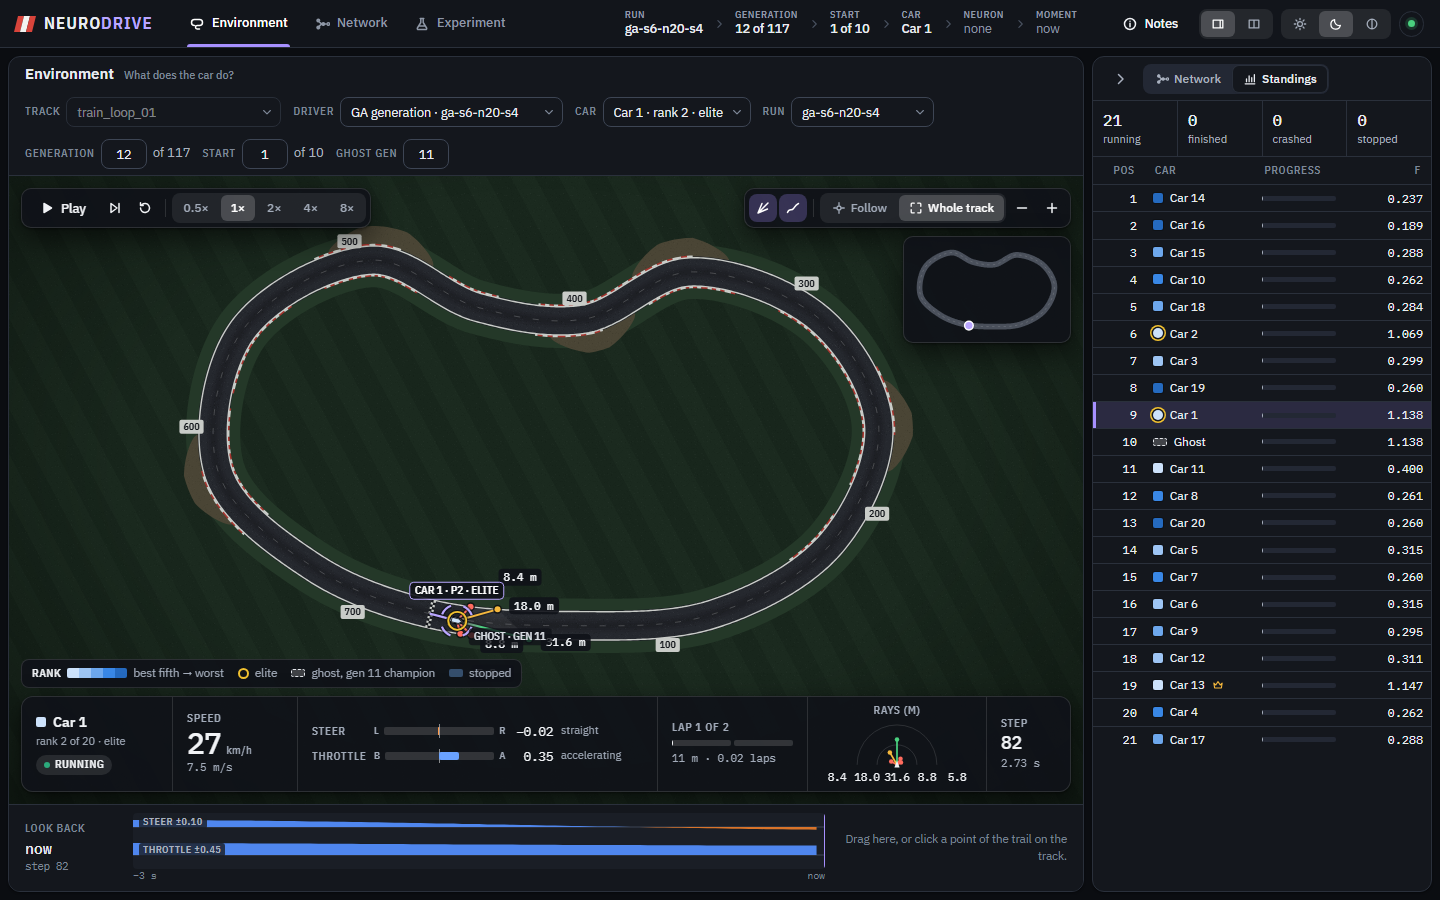 NEURODRIVE
Environment
Network
Experiment
RUN
ga-s6-n20-s4
GENERATION
12 of 117
START
1 of 10
CAR
Car 1
NEURON
none
MOMENT
now
Notes
Environment What does the car do?
TRACK train_loop_01 DRIVER GA generation · ga-s6-n20-s4 CAR Car 1 · rank 2 · elite RUN ga-s6-n20-s4
GENERATION 12 of 117 START 1 of 10 GHOST GEN 11
Play 0.5× 1× 2× 4× 8×
Follow Whole track
500
400
300
600
200
700
100
8.4 m
CAR 1 · P2 · ELITE
18.0 m
GHOST · GEN 11
8.8 m
31.6 m
RANK best fifth → worst elite ghost, gen 11 champion stopped
Car 1
rank 2 of 20 · elite
RUNNING
SPEED
27 km/h
7.5 m/s
STEER L R −0.02 straight
THROTTLE B A 0.35 accelerating
LAP 1 OF 2
11 m · 0.02 laps
RAYS (M)
8.4 18.0 31.6 8.8 5.8
STEP
82
2.73 s
LOOK BACK
now
step 82
STEER ±0.10
THROTTLE ±0.45
−3 s
now
Drag here, or click a point of the trail on the
track.
Network Standings
21 running
0 finished
0 crashed
0 stopped
POS CAR PROGRESS F
1 Car 14 0.237
2 Car 16 0.189
3 Car 15 0.288
4 Car 10 0.262
5 Car 18 0.284
6 Car 2 1.069
7 Car 3 0.299
8 Car 19 0.260
9 Car 1 1.138
10 Ghost 1.138
11 Car 11 0.400
12 Car 8 0.261
13 Car 20 0.260
14 Car 5 0.315
15 Car 7 0.260
16 Car 6 0.315
17 Car 9 0.295
18 Car 12 0.311
19 Car 13 1.147
20 Car 4 0.262
21 Car 17 0.288